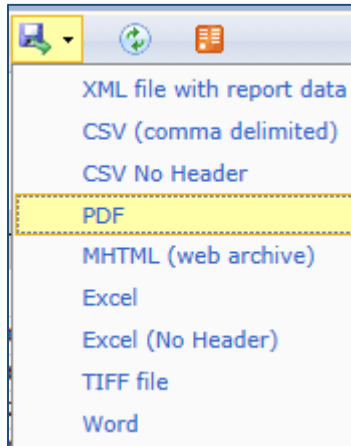 XML file with report data
CSV (comma delimited)
CSV No Header
PDF
MHTML (web archive)
Excel
Excel (No Header)
TIFF file
Word